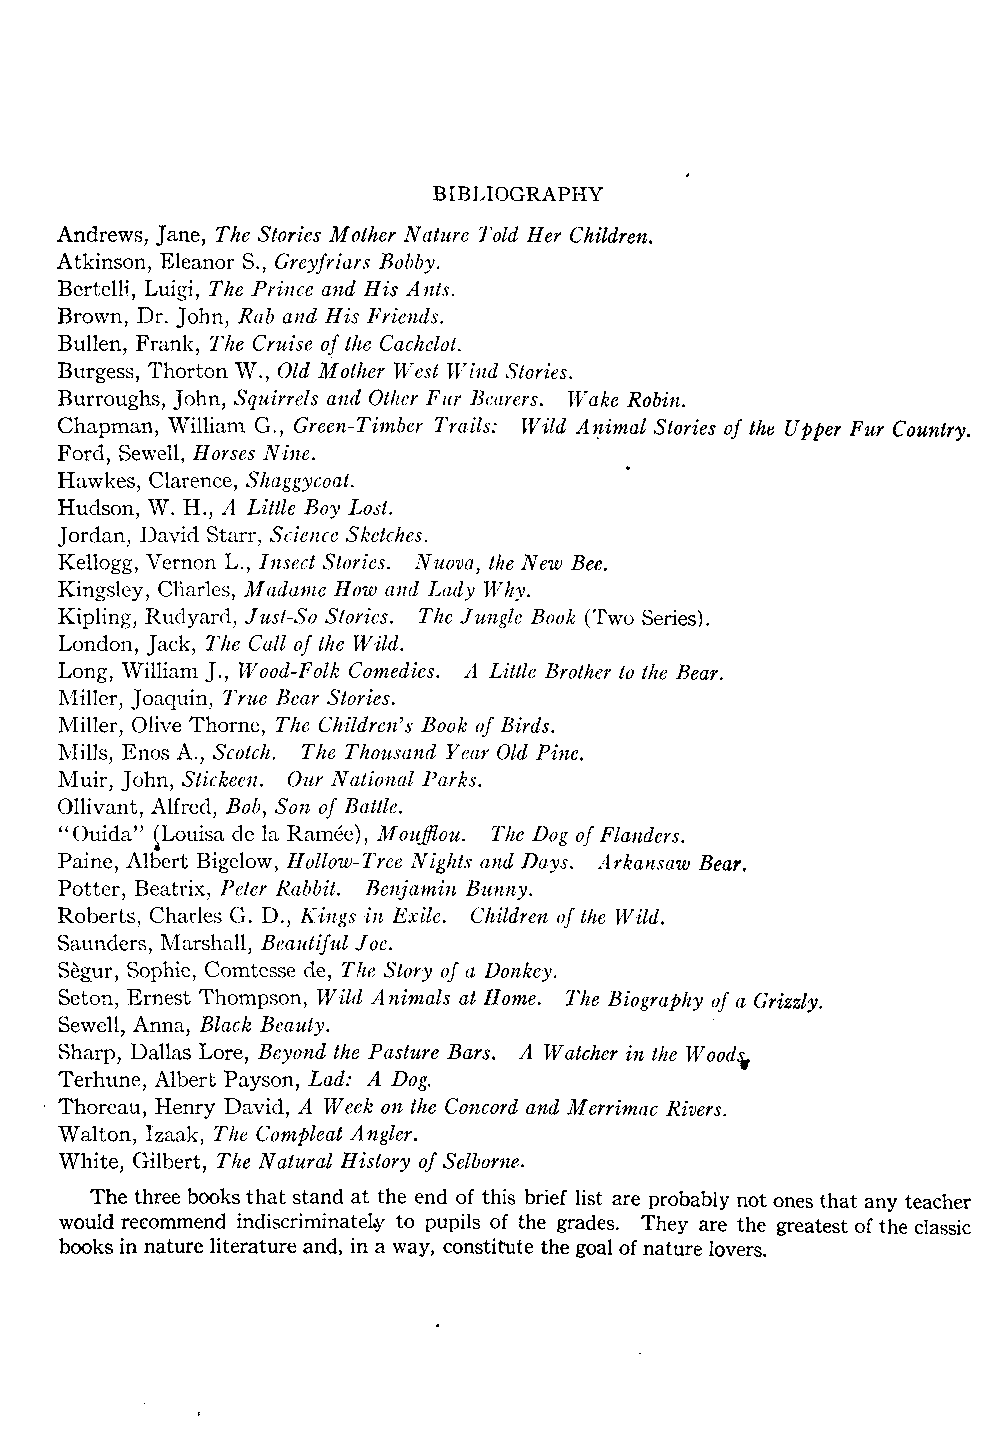 BIBLIOGRAPHY
Andrews, Jane, The Stories Mother Nature Told Her Children.
Atkinson, Eleanor S., Greyfriars Bobby.
Bertelli, Luigi, The Prince and His Ants.
Brown, Dr. John, Rab and His Friends.
Bullen, Frank, The Cruise of the Cachelot.
Burgess, Thorton W., Old Mother West Wind Stories.
Burroughs, John, Squirrels and Other Fur Bearers. Wake Robin.
Chapman, William G., Green-Timber Trails: Wild Animal Stories of the Upper Fur Country.
Ford, Sewell, Horses Nine.
Hawkes, Clarence, Shaggycoat.
Hudson, W. H., A Little Boy Lost.
Jordan, David Starr, Science Sketches.
Kellogg, Vernon L., Insect Stories. Nuova, the New Bee.
Kingsley, Charles, Madame How and Lady Why.
Kipling, Rudyard, Just-So Stories. The Jungle Book (Two Series).
London, Jack, The Call of the Wild.
Long, William J., Wood-Folk Comedies. A Little Brother to the Bear.
Miller, Joaquin, True Bear Stories.
Miller, Olive Thorne, The Children's Book of Birds.
Mills, Enos A., Scotch. The Thousand Year Old Pine.
Muir, John, Stickeen. Our National Parks.
Ollivant, Alfred, Bob, Son of Battle.
"Ouida" (Louisa de la Ramée), Moufflou. The Dog of Flanders.
Paine, Albert Bigelow, Hollow-Tree Nights and Days. Arkansaw Bear.
Potter, Beatrix, Peter Rabbit. Benjamin Bunny.
Roberts, Charles G. D., Kings in Exile. Children of the Wild.
Saunders, Marshall, Beautiful Joe.
Sègur, Sophie, Comtesse de, The Story of a Donkey.
Seton, Ernest Thompson, Wild Animals at Home. The Biography of a Grizzly.
Sewell, Anna, Black Beauty.
Sharp, Dallas Lore, Beyond the Pasture Bars. A Watcher in the Woods.
Terhune, Albert Payson, Lad: A Dog.
Thoreau, Henry David, A Week on the Concord and Merrimac Rivers.
Walton, Izaak, The Compleat Angler.
White, Gilbert, The Natural History of Selborne.
The three books that stand at the end of this brief list are probably not ones that any teacher
would recommend indiscriminately to pupils of the grades. They are the greatest of the classic
books in nature literature and, in a way, constitute the goal of nature lovers.